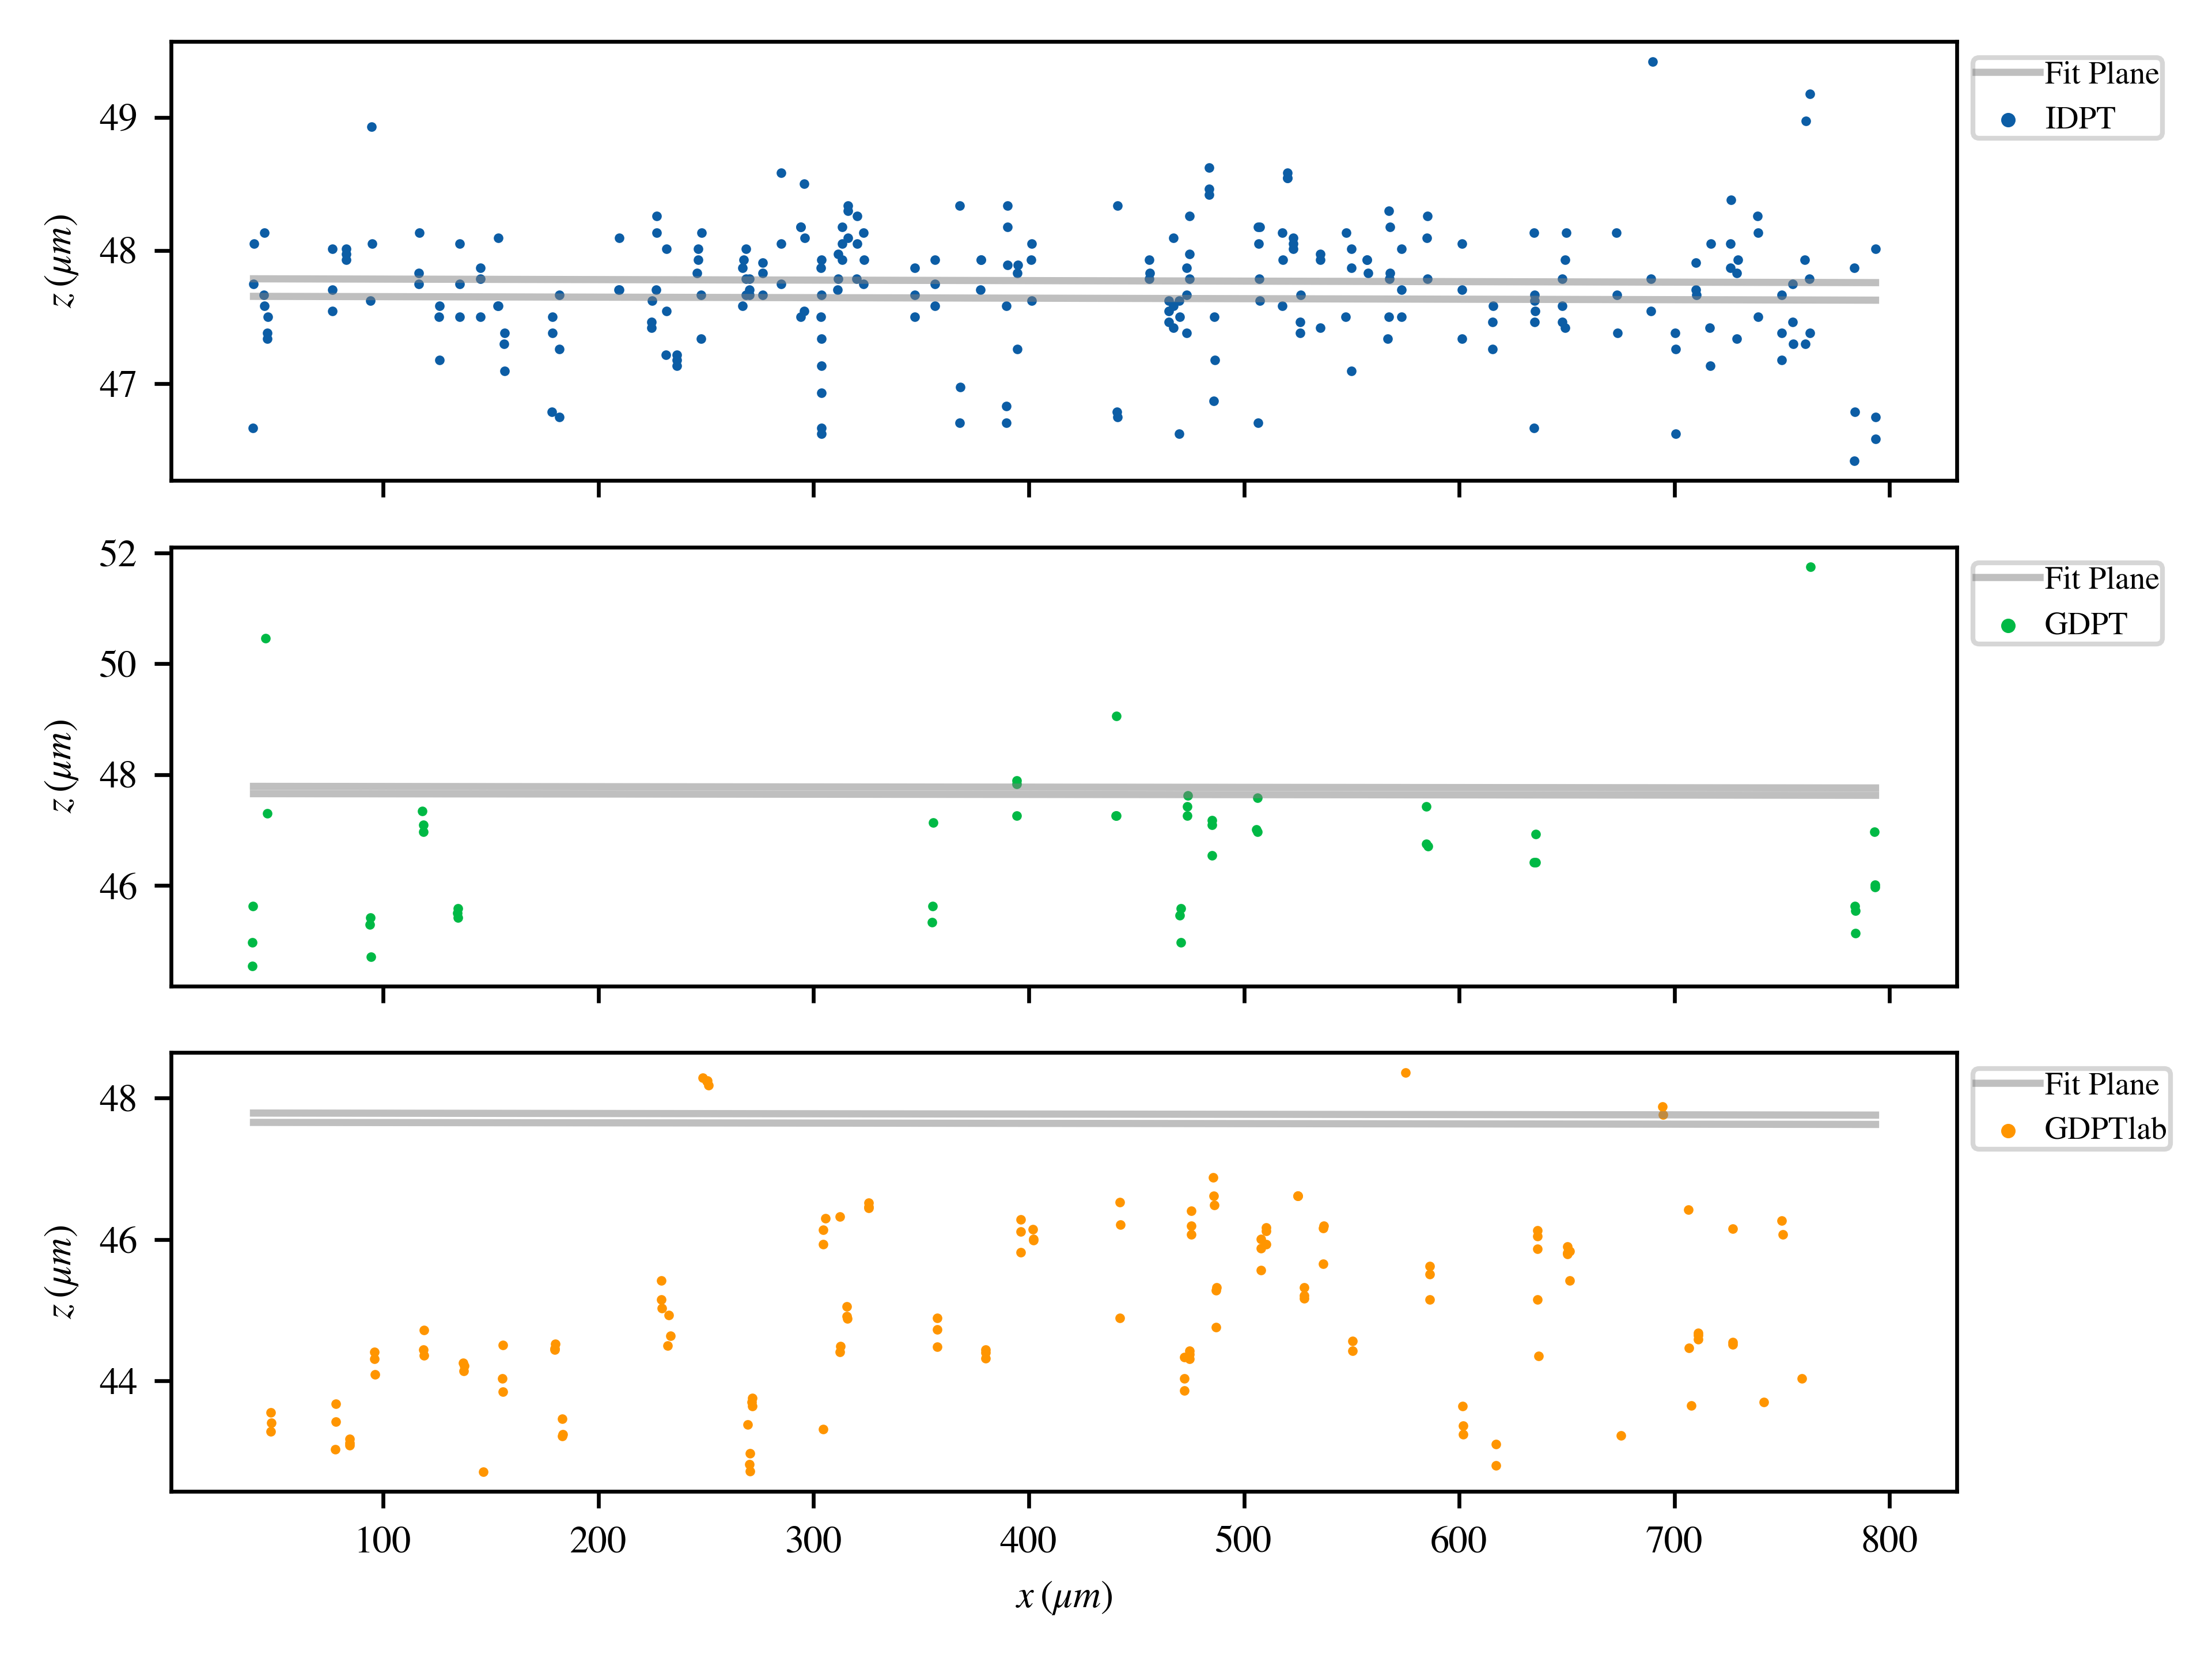 49
48
47
z (μm)
Fit Plane
IDPT
52
50
48
46
z (μm)
Fit Plane
GDPT
48
46
44
z (μm)
Fit Plane
GDPTlab
100 200 300 400 500 600 700 800
x (μm)